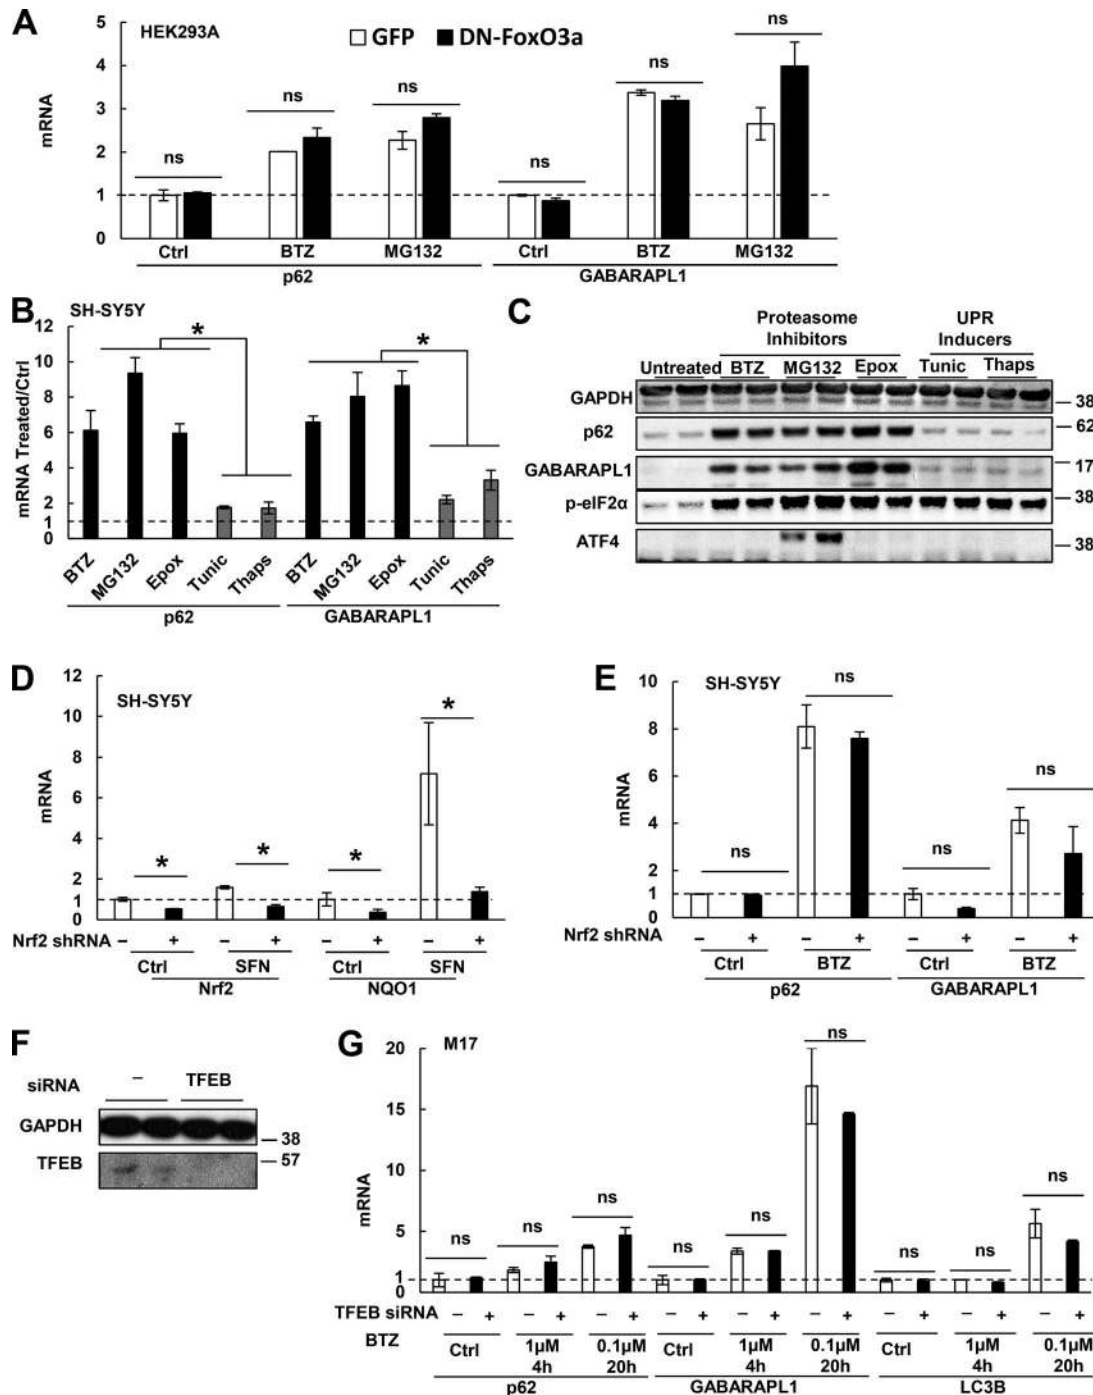 A
HEK293A
GFP DN-FoxO3a
mRNA
5
4
3
2
1
0
ns ns ns ns ns ns
Ctrl BTZ MG132 Ctrl BTZ MG132
p62 GABARAPL1
B
SH-SY5Y
mRNA Treated/Ctrl
12
10
8
6
4
2
1
0
* *
BTZ MG132 Epox Tunic Thaps BTZ MG132 Epox Tunic Thaps
p62 GABARAPL1
C
Proteasome Inhibitors
UPR Inducers
Untreated BTZ MG132 Epox Tunic Thaps
GAPDH 38
p62 62
GABARAPL1 17
p-eIF2α 38
ATF4 38
D
SH-SY5Y
mRNA
12
10
8
6
4
2
1
0
* * * *
Nrf2 shRNA − + − + − + − +
Ctrl SFN Ctrl SFN
Nrf2 NQO1
E
SH-SY5Y
mRNA
10
8
6
4
2
1
0
ns ns ns ns
Nrf2 shRNA − + − + − + − +
Ctrl BTZ Ctrl BTZ
p62 GABARAPL1
F
siRNA − TFEB
GAPDH 38
TFEB 57
G
M17
mRNA
20
15
10
5
1
0
ns ns ns ns ns ns ns ns ns
TFEB siRNA − + − + − + − + − + − + − + − + − +
BTZ Ctrl 1µM 0.1µM Ctrl 1µM 0.1µM Ctrl 1µM 0.1µM
4h 20h 4h 20h 4h 20h
p62 GABARAPL1 LC3B